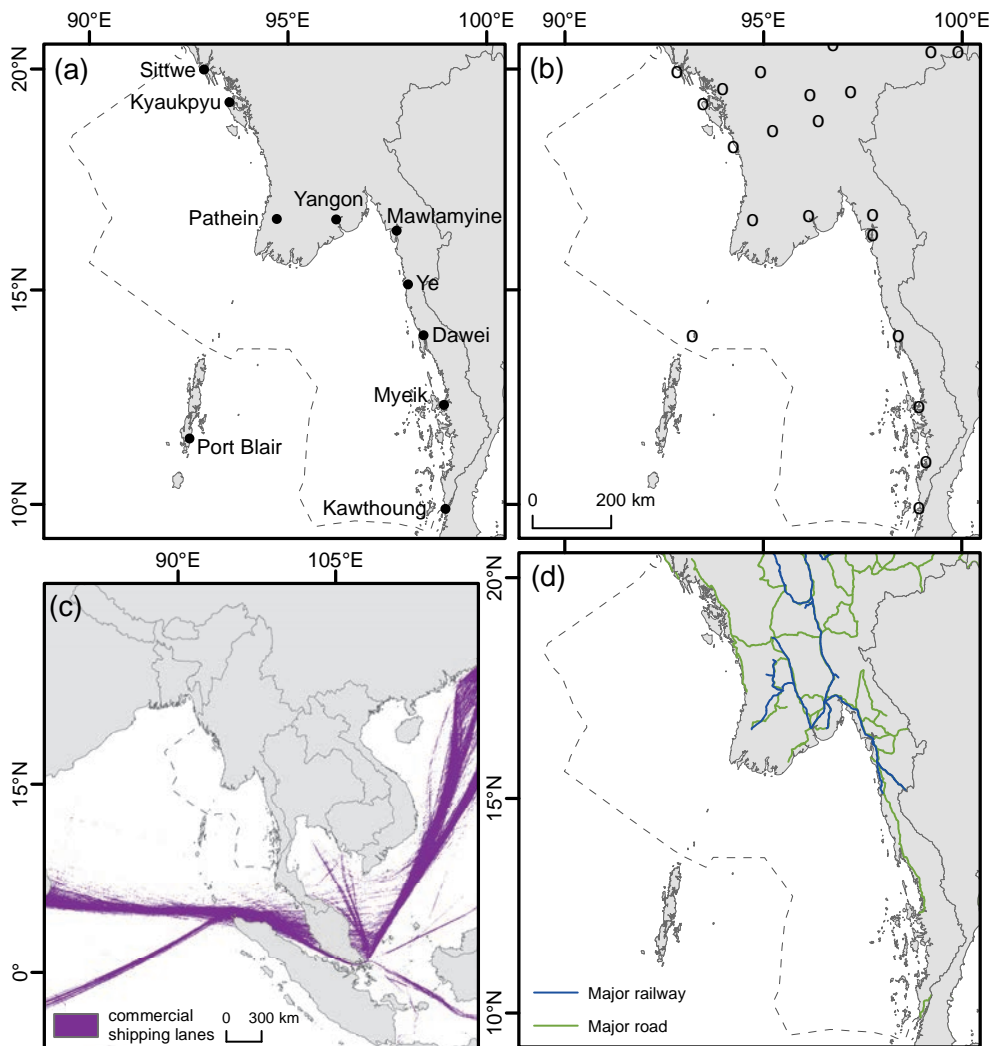 90°E 95°E 100°E 90°E 95°E 100°E
(a) (b)
20°N
Sittwe
Kyaukpyu
Yangon
Pathein
Mawlamyine
15°N
Ye
Dawei
Myeik
Port Blair
10°N
Kawthoung
0 200 km
90°E 105°E
(c)
15°N
0°
commercial
shipping lanes
0 300 km
(d)
20°N
15°N
10°N
Major railway
Major road